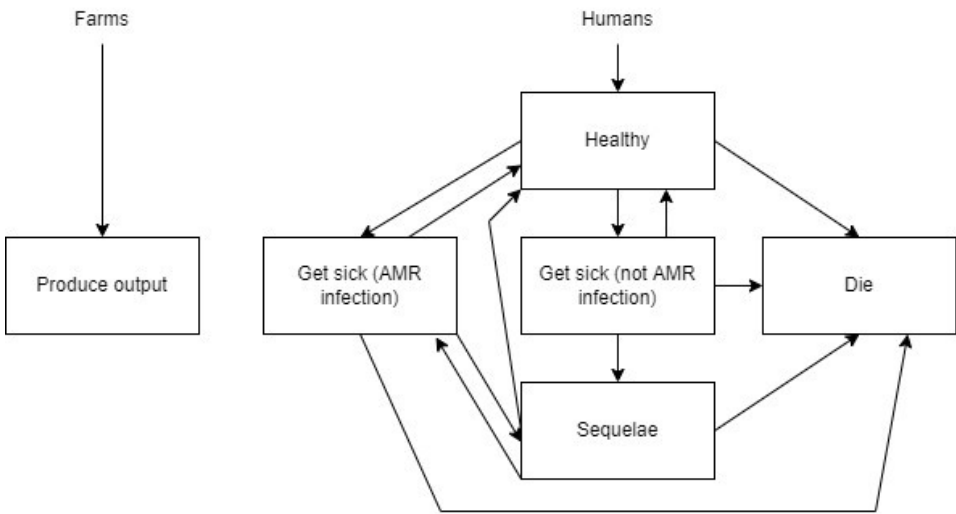 Farms
Humans
Healthy
Produce output
Get sick (AMR
infection)
Get sick (not AMR
infection)
Die
Sequelae